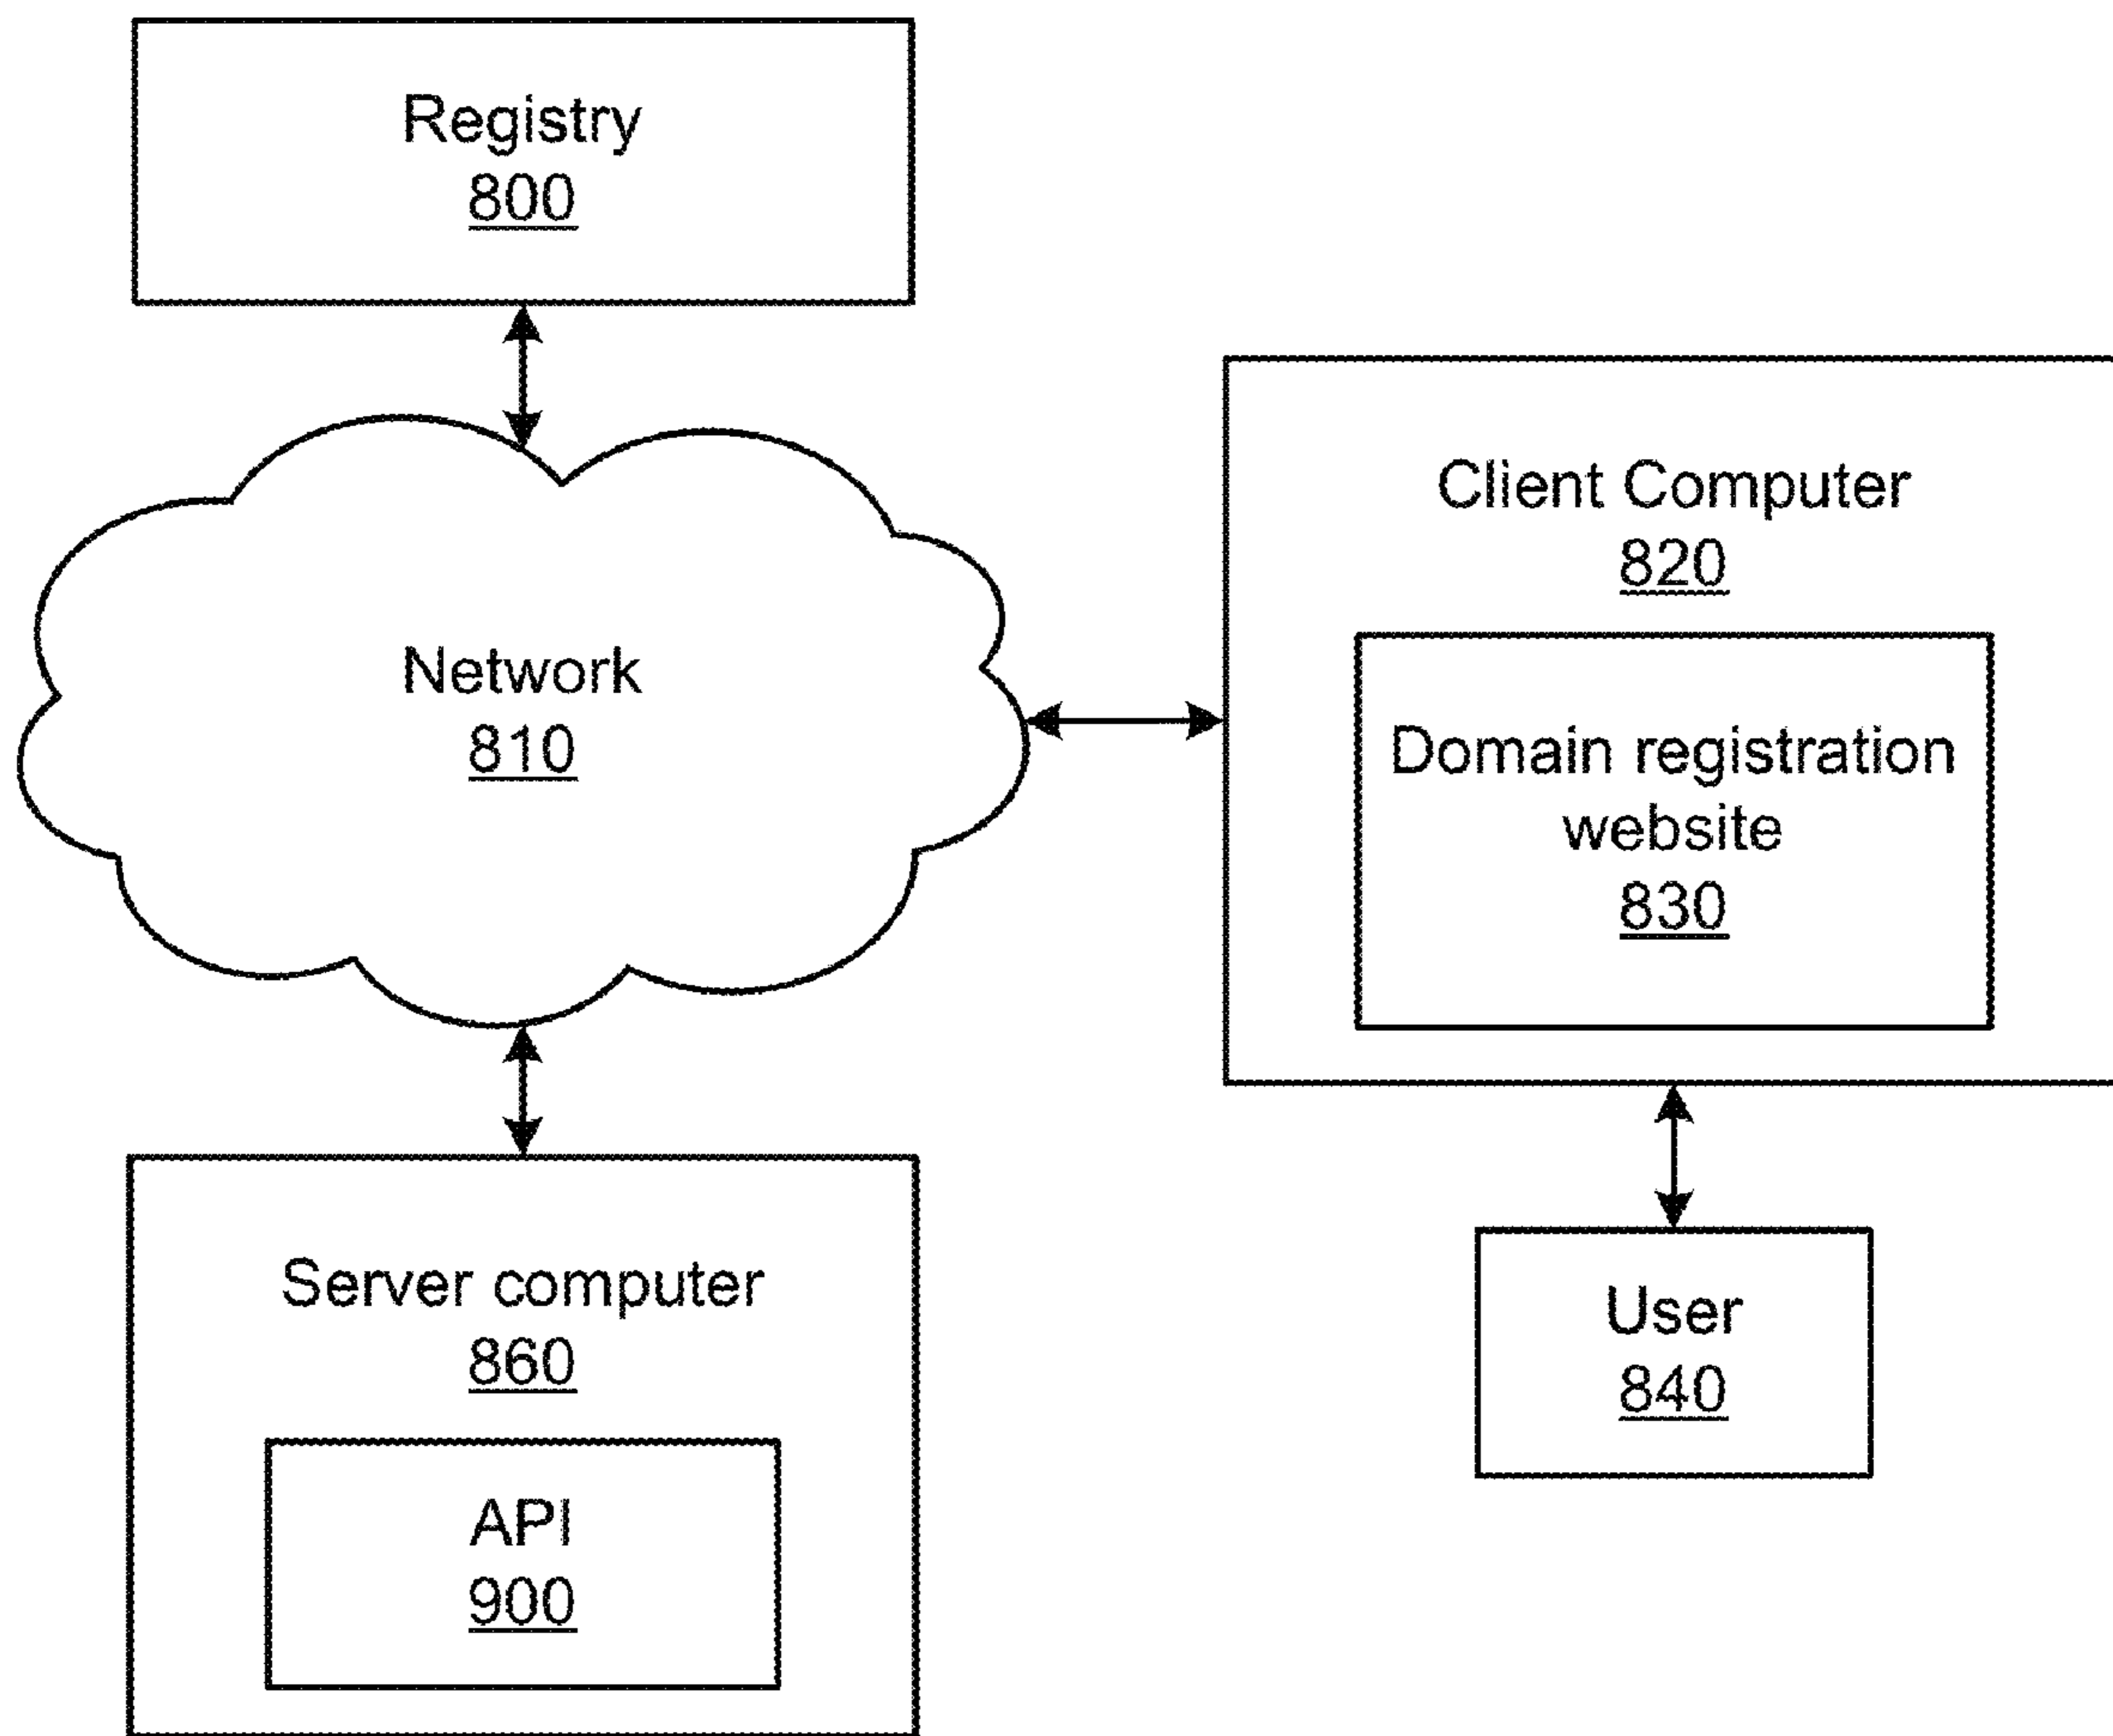 Registry
800
Client Computer
820
Network
810
Domain registration
website
830
Server computer
860
User
840
API
900